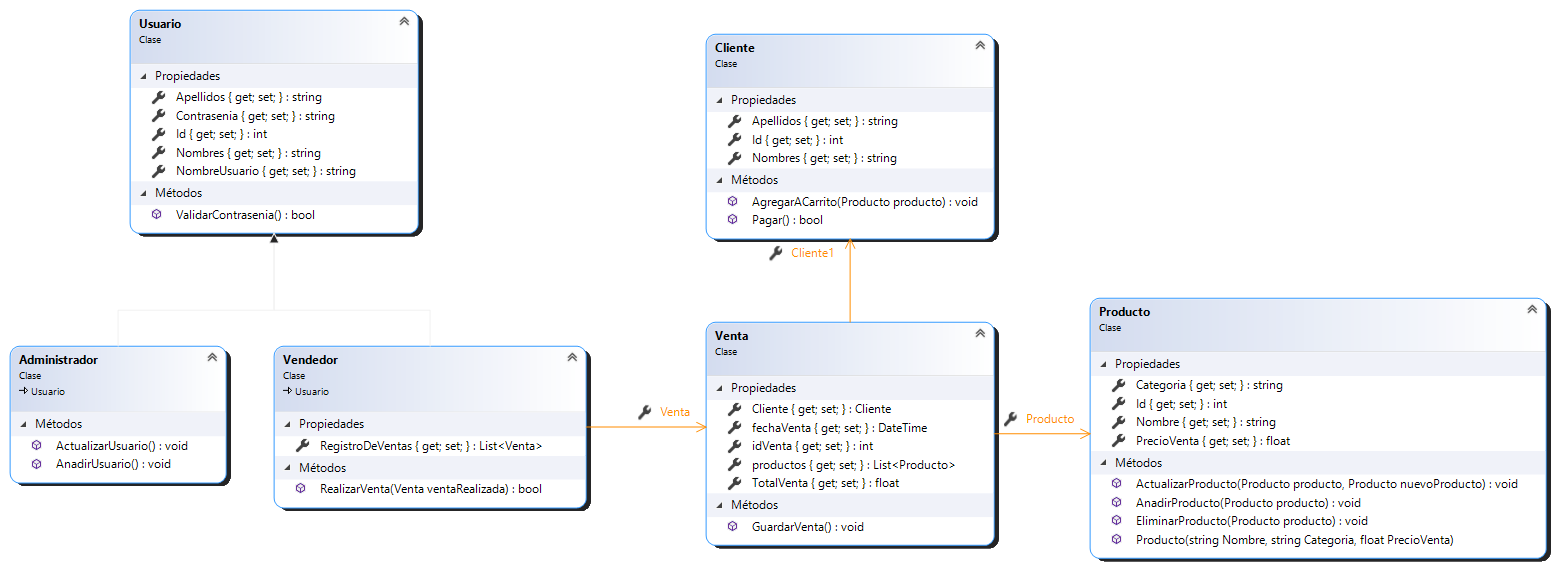 Usuario
Clase
Propiedades
Apellidos { get; set; } : string
Contrasenia { get; set; } : string
Id { get; set; } : int
Nombres { get; set; } : string
NombreUsuario { get; set; } : string
Métodos
ValidarContrasenia() : bool
Cliente
Clase
Propiedades
Apellidos { get; set; } : string
Id { get; set; } : int
Nombres { get; set; } : string
Métodos
AgregarACarrito(Producto producto) : void
Pagar() : bool
Cliente1
Administrador
Clase
Usuario
Métodos
ActualizarUsuario() : void
AnadirUsuario() : void
Vendedor
Clase
Usuario
Propiedades
RegistroDeVentas { get; set; } : List<Venta>
Métodos
RealizarVenta(Venta ventaRealizada) : bool
Venta
Venta
Clase
Propiedades
Cliente { get; set; } : Cliente
fechaVenta { get; set; } : DateTime
idVenta { get; set; } : int
productos { get; set; } : List<Producto>
TotalVenta { get; set; } : float
Métodos
GuardarVenta() : void
Producto
Producto
Clase
Propiedades
Categoria { get; set; } : string
Id { get; set; } : int
Nombre { get; set; } : string
PrecioVenta { get; set; } : float
Métodos
ActualizarProducto(Producto producto, Producto nuevoProducto) : void
AnadirProducto(Producto producto) : void
EliminarProducto(Producto producto) : void
Producto(string Nombre, string Categoria, float PrecioVenta)